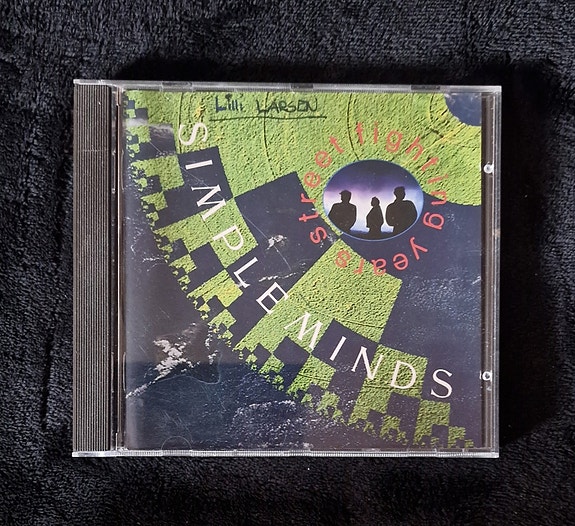 Lilli LARSEN
street fighting years
SIMPLE MINDS